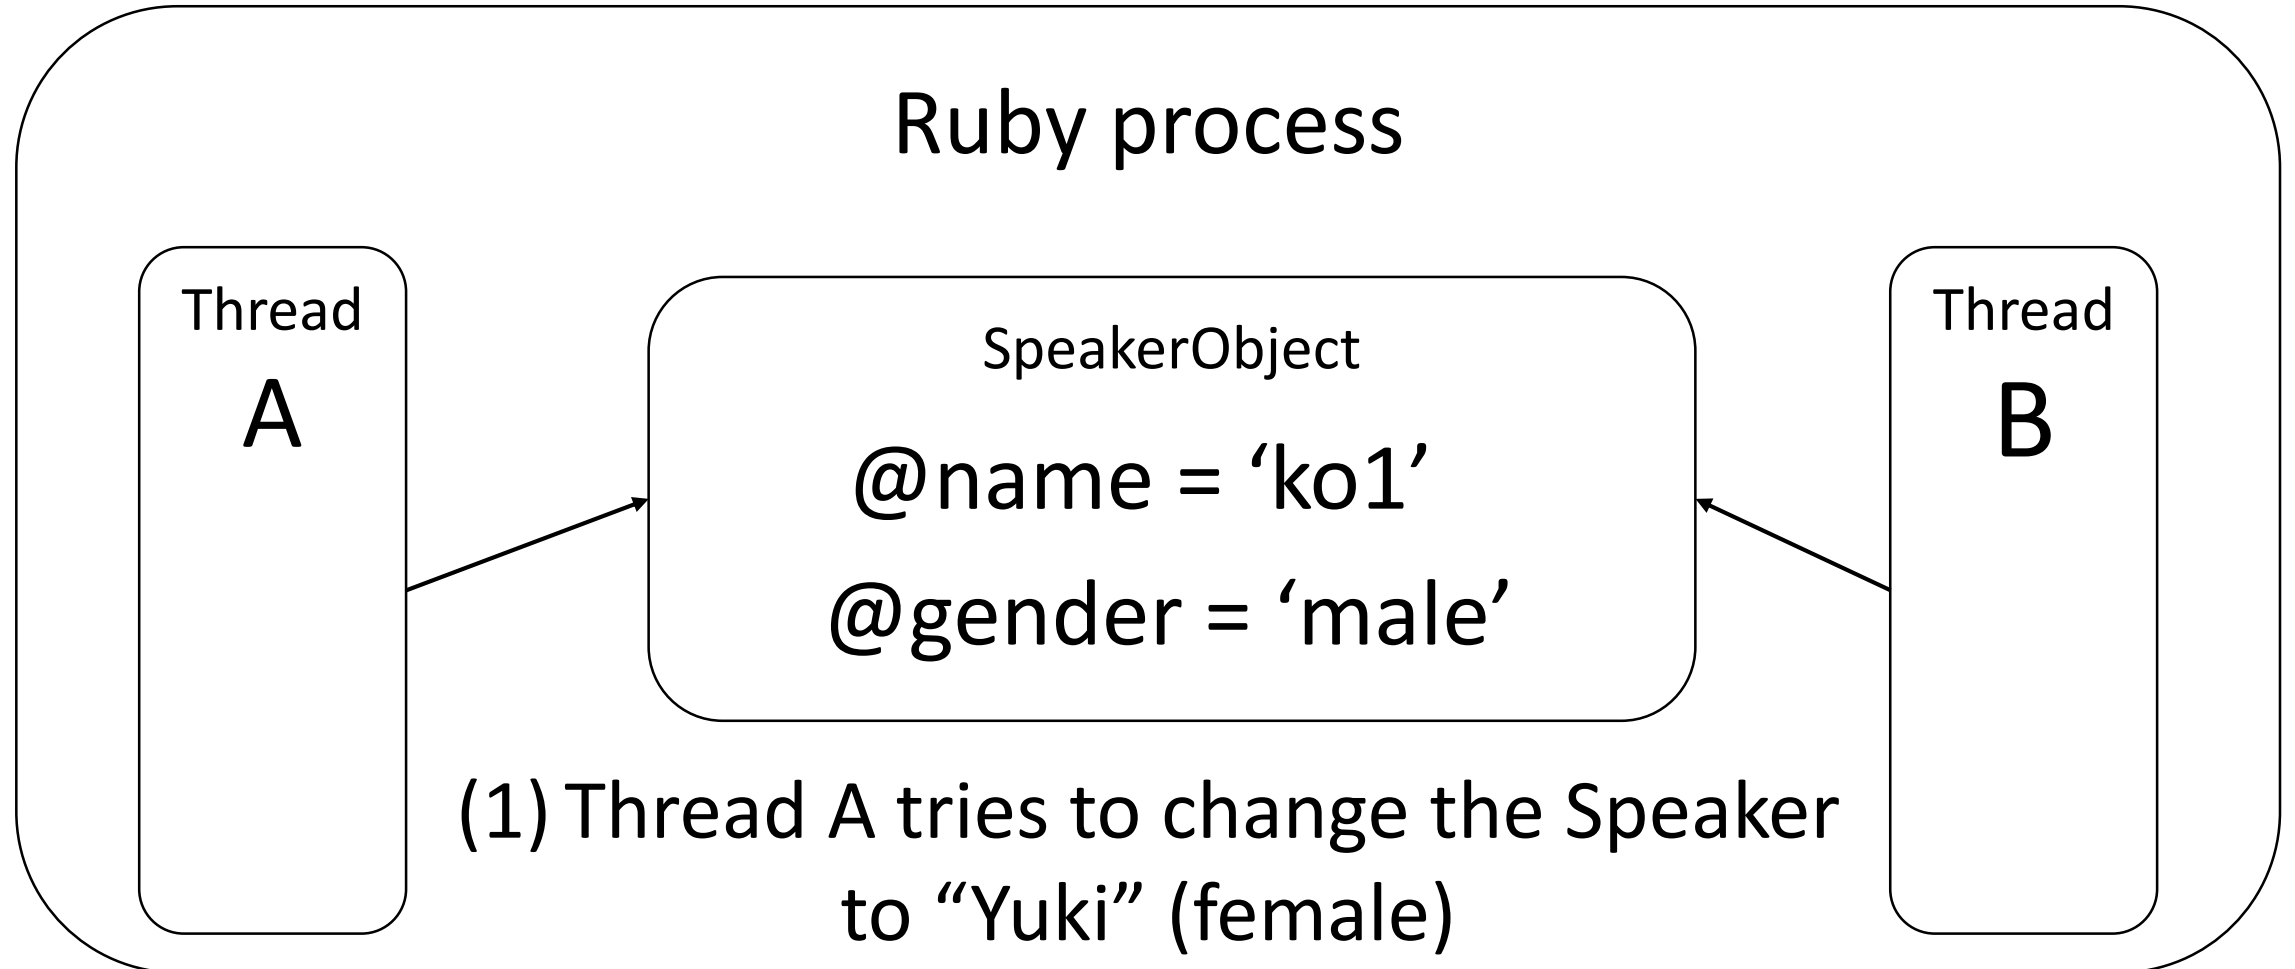 Ruby process
Thread
A
SpeakerObject
@name = ‘ko1’
@gender = ‘male’
Thread
B
(1) Thread A tries to change the Speaker
to “Yuki” (female)